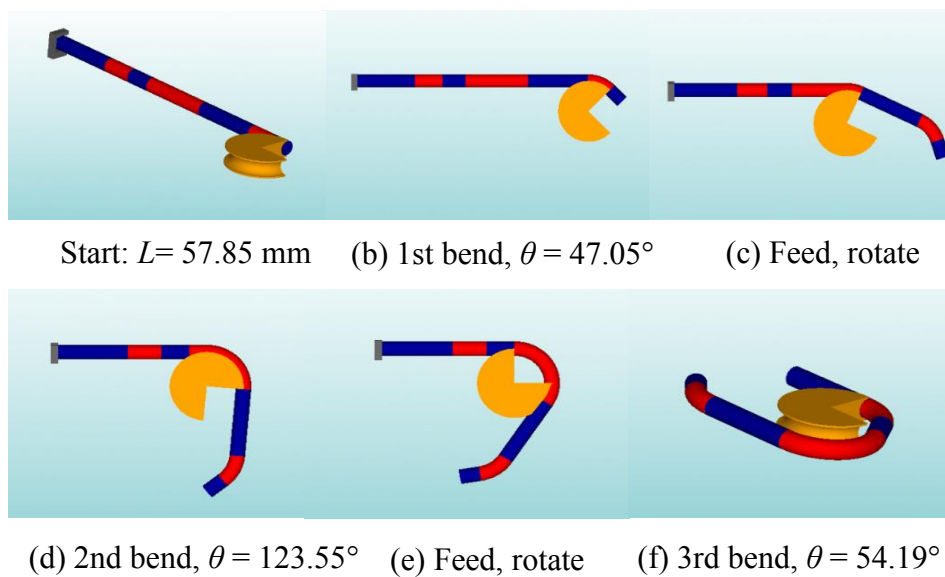 Start: L= 57.85 mm (b) 1st bend, θ = 47.05° (c) Feed, rotate
(d) 2nd bend, θ = 123.55° (e) Feed, rotate (f) 3rd bend, θ = 54.19°